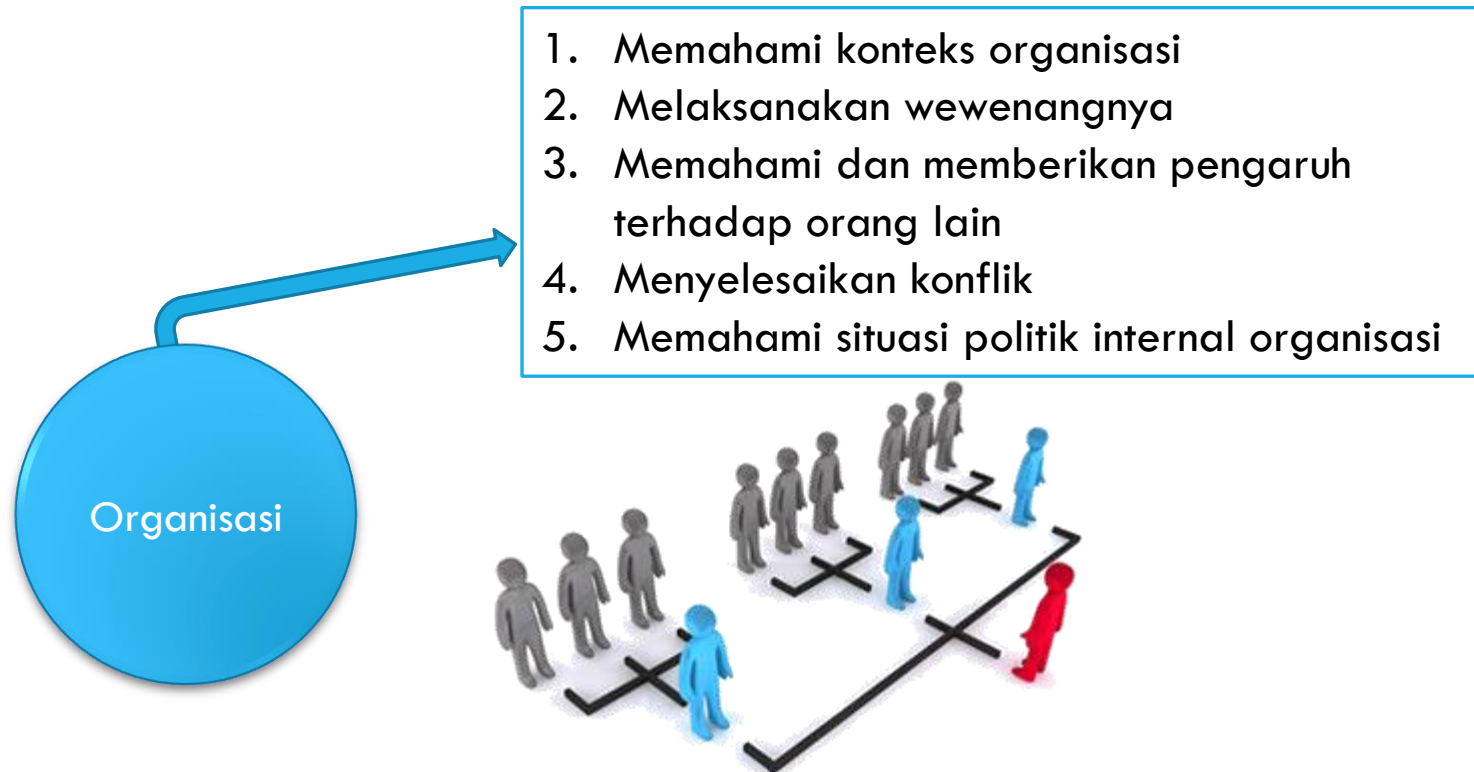 1. Memahami konteks organisasi
2. Melaksanakan wewenangnya
3. Memahami dan memberikan pengaruh
terhadap orang lain
4. Menyelesaikan konflik
5. Memahami situasi politik internal organisasi
Organisasi